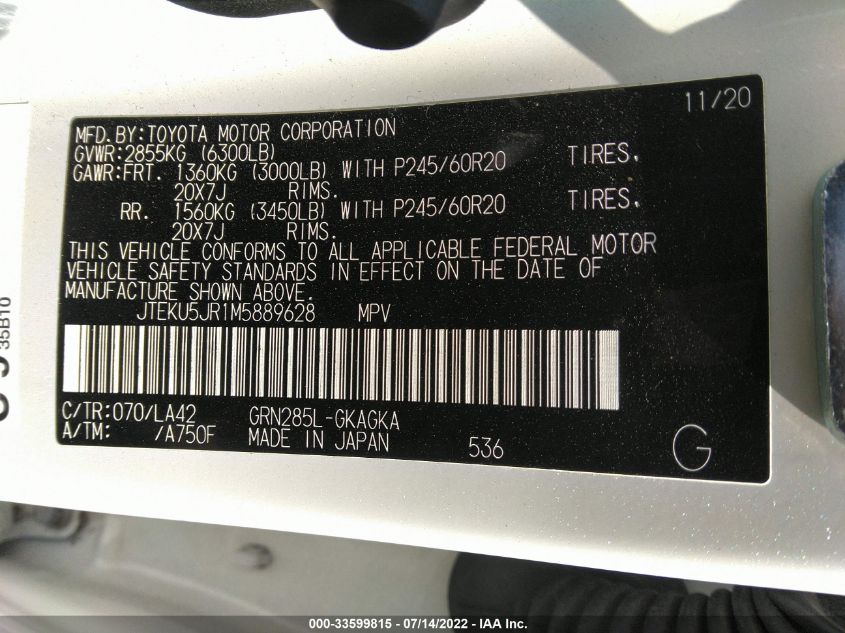 11/20
MFD.BY:TOYOTA MOTOR CORPORATION
GVWR:2855KG (6300LB)
GAWR:FRT. 1360KG (3000LB) WITH P245/60R20 TIRES,
20X7J RIMS.
RR. 1560KG (3450LB) WITH P245/60R20 TIRES,
20X7J RIMS.
THIS VEHICLE CONFORMS TO ALL APPLICABLE FEDERAL MOTOR
VEHICLE SAFETY STANDARDS IN EFFECT ON THE DATE OF
MANUFACTURE SHOWN ABOVE.
JTEKU5JR1M5889628 MPV
C/TR:070/LA42 GRN285L-GKAGKA
A/TM: /A750F MADE IN JAPAN 536
G
35B10
000-33599815 - 07/14/2022 - IAA Inc.